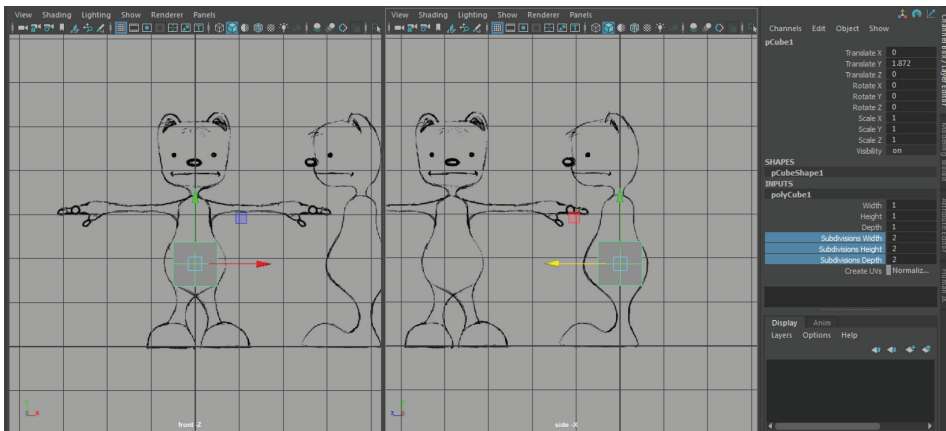 View Shading Lighting Show Renderer Panels
View Shading Lighting Show Renderer Panels
front -Z
side -X
Channels Edit Object Show
pCube1
Translate X 0
Translate Y 1.872
Translate Z 0
Rotate X 0
Rotate Y 0
Rotate Z 0
Scale X 1
Scale Y 1
Scale Z 1
Visibility on
SHAPES
pCubeShape1
INPUTS
polyCube1
Width 1
Height 1
Depth 1
Subdivisions Width 2
Subdivisions Height 2
Subdivisions Depth 2
Create UVs Normaliz...
Display Anim
Layers Options Help